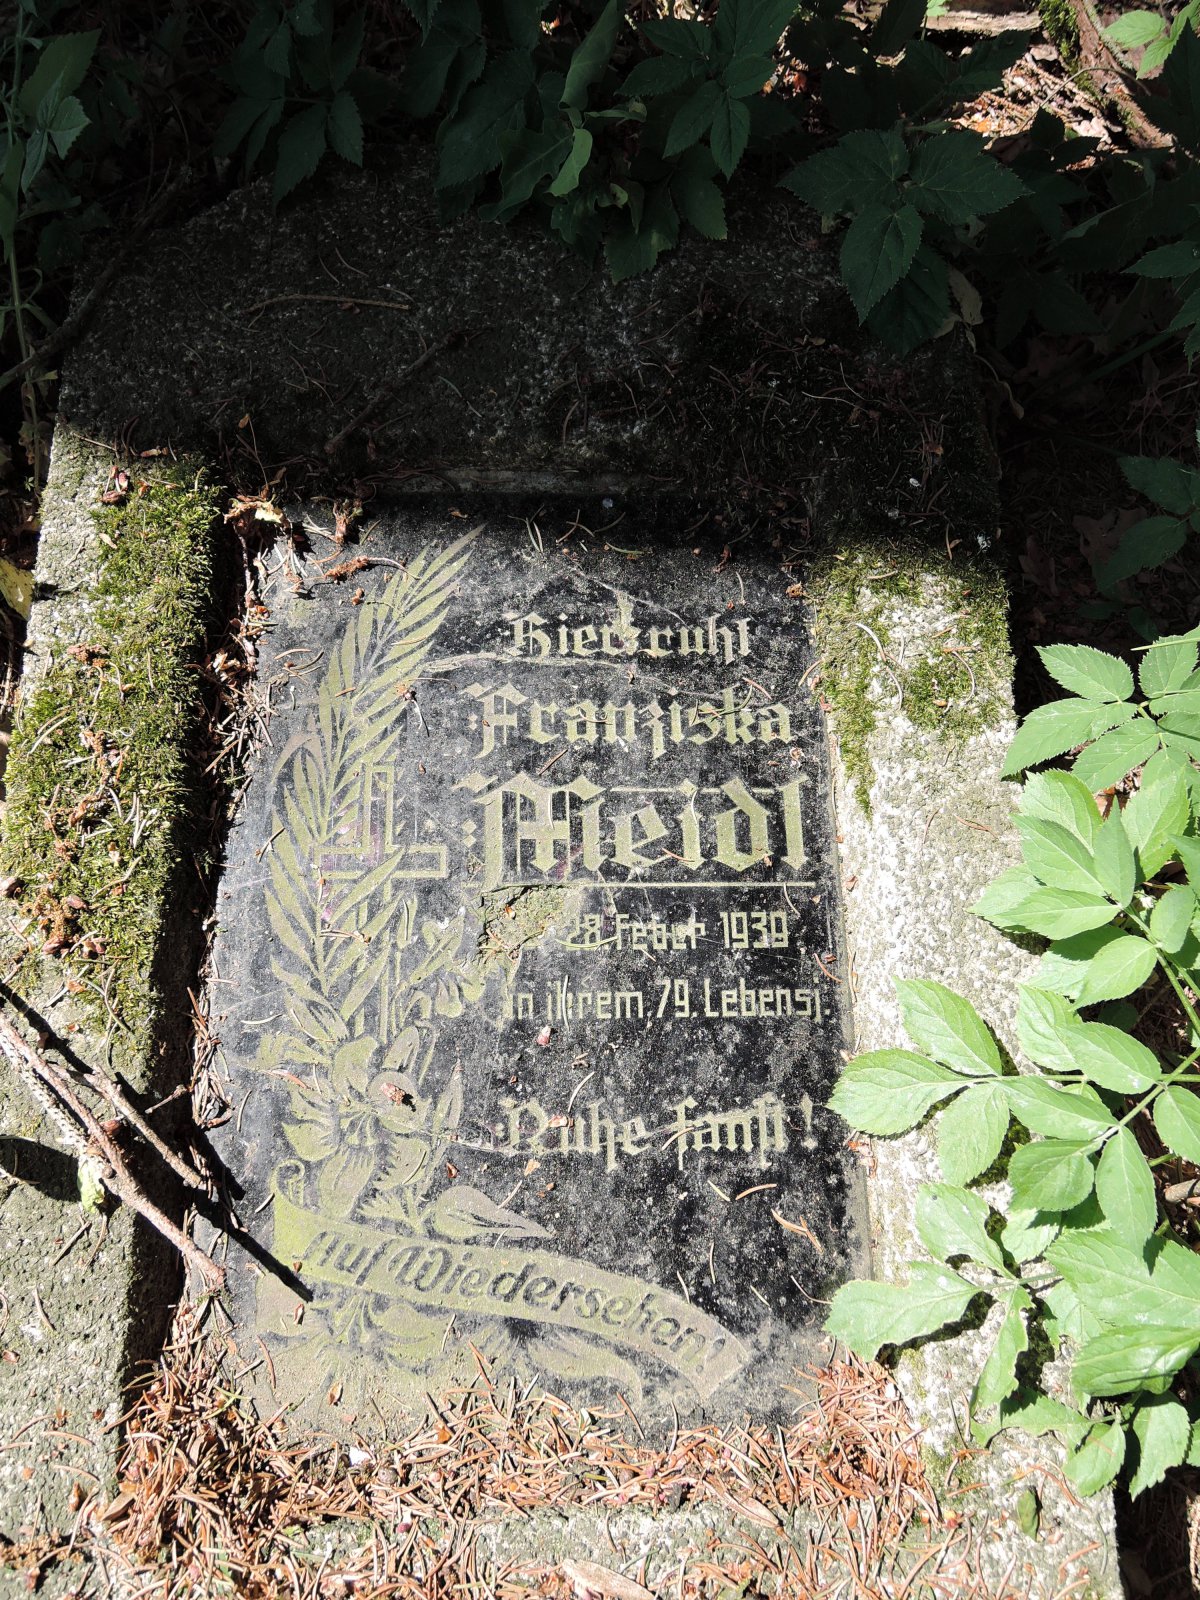 Hier ruht
Franziska
Meidl
28 Feber 1939
in ihrem 79. Lebensj.
Ruhe sanft!
Auf Wiedersehen!